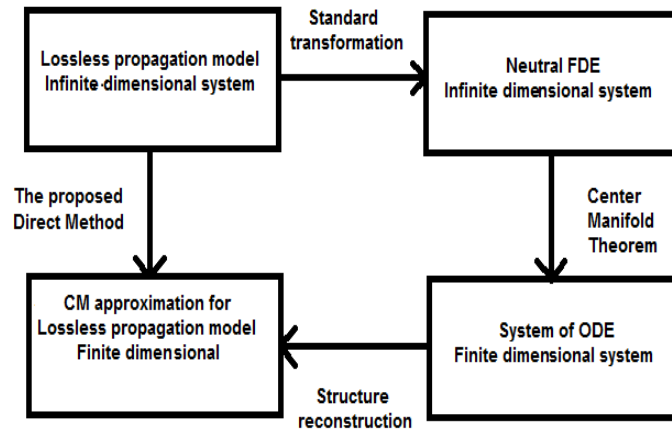 Standard
transformation
Lossless propagation model
Infinite-dimensional system
Neutral FDE
Infinite dimensional system
The proposed
Direct Method
Center
Manifold
Theorem
CM approximation for
Lossless propagation model
Finite dimensional
System of ODE
Finite dimensional system
Structure
reconstruction